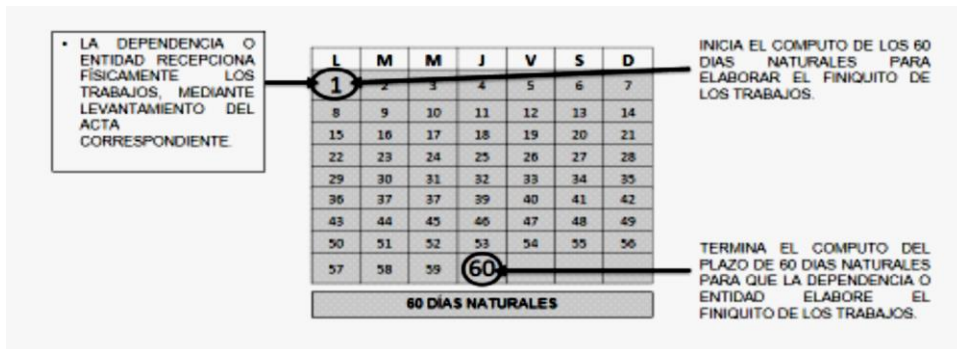 • LA DEPENDENCIA O
ENTIDAD RECEPCIONA
FÍSICAMENTE LOS
TRABAJOS, MEDIANTE
LEVANTAMIENTO DEL
ACTA
CORRESPONDIENTE.
L M M J V S D
1 2 3 4 5 6 7
8 9 10 11 12 13 14
15 16 17 18 19 20 21
22 23 24 25 26 27 28
29 30 31 32 33 34 35
36 37 37 39 40 41 42
43 44 45 46 47 48 49
50 51 52 53 54 55 56
57 58 59 60
60 DÍAS NATURALES
INICIA EL COMPUTO DE LOS 60
DIAS NATURALES PARA
ELABORAR EL FINIQUITO DE
LOS TRABAJOS.
TERMINA EL COMPUTO DEL
PLAZO DE 60 DIAS NATURALES
PARA QUE LA DEPENDENCIA O
ENTIDAD ELABORE EL
FINIQUITO DE LOS TRABAJOS.